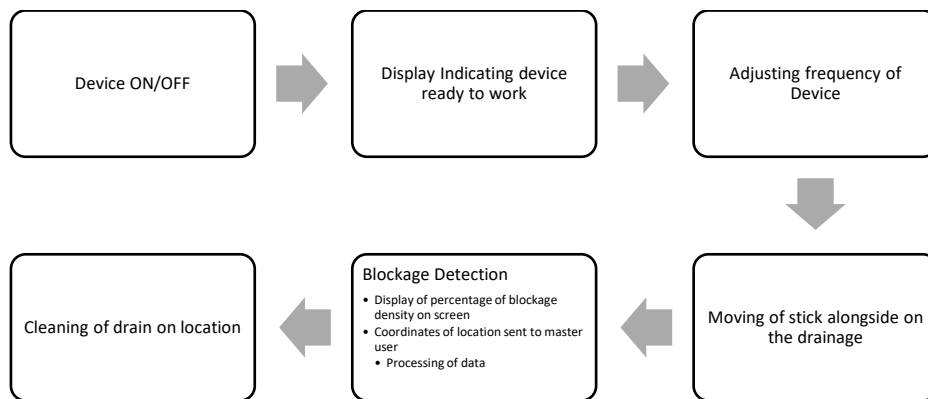 Device ON/OFF
Display Indicating device
ready to work
Adjusting frequency of
Device
Moving of stick alongside on
the drainage
Blockage Detection
• Display of percentage of blockage
density on screen
• Coordinates of location sent to master
user
• Processing of data
Cleaning of drain on location